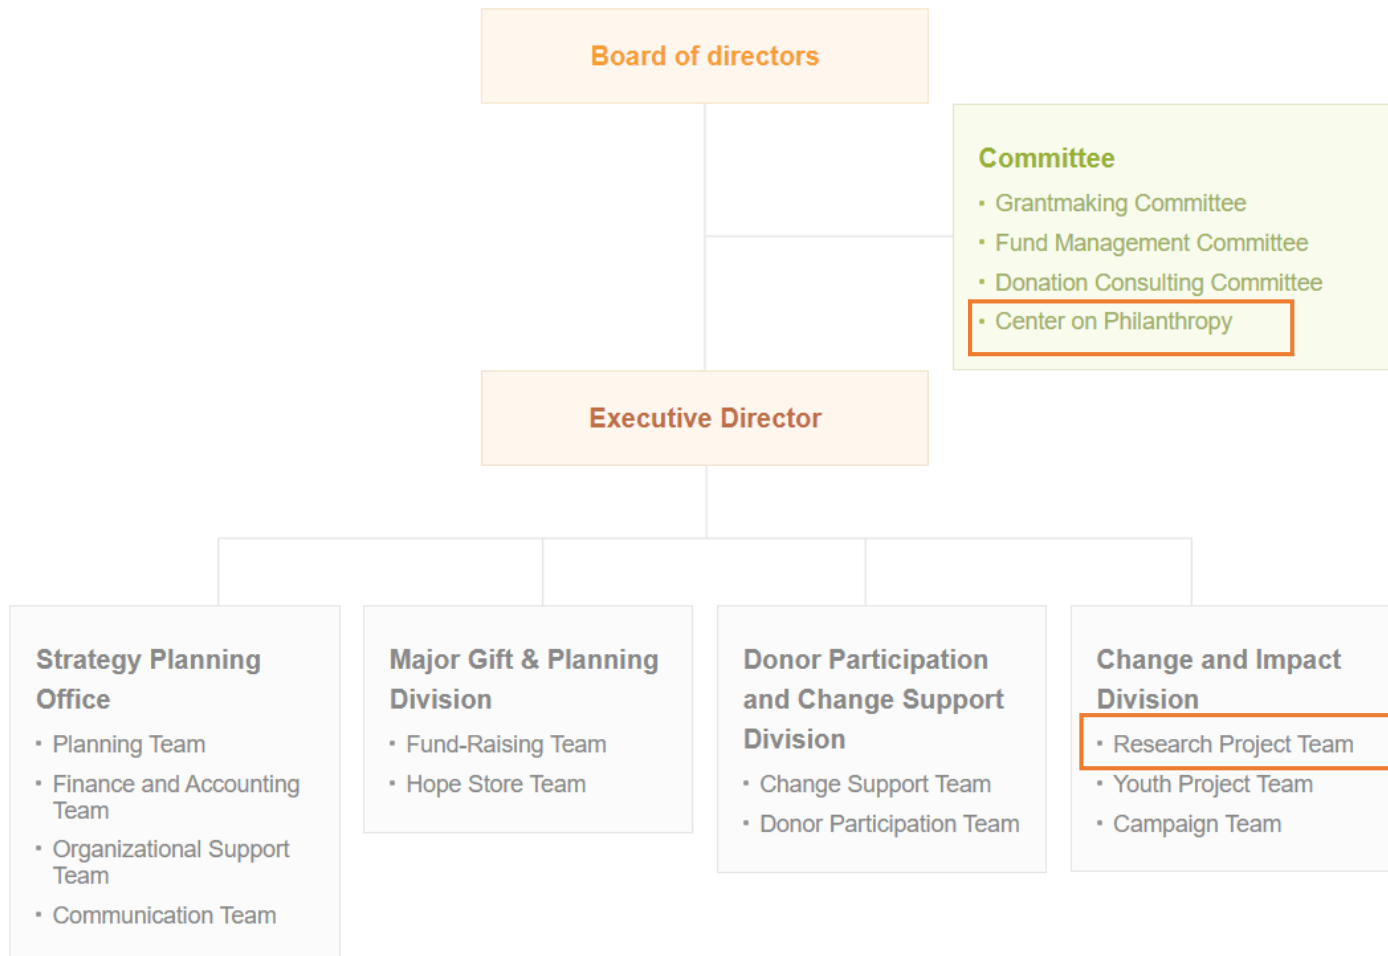 Board of directors
Committee
· Grantmaking Committee
· Fund Management Committee
· Donation Consulting Committee
· Center on Philanthropy
Executive Director
Strategy Planning
Office
· Planning Team
· Finance and Accounting
Team
· Organizational Support
Team
· Communication Team
Major Gift & Planning
Division
· Fund-Raising Team
· Hope Store Team
Donor Participation
and Change Support
Division
· Change Support Team
· Donor Participation Team
Change and Impact
Division
· Research Project Team
· Youth Project Team
· Campaign Team